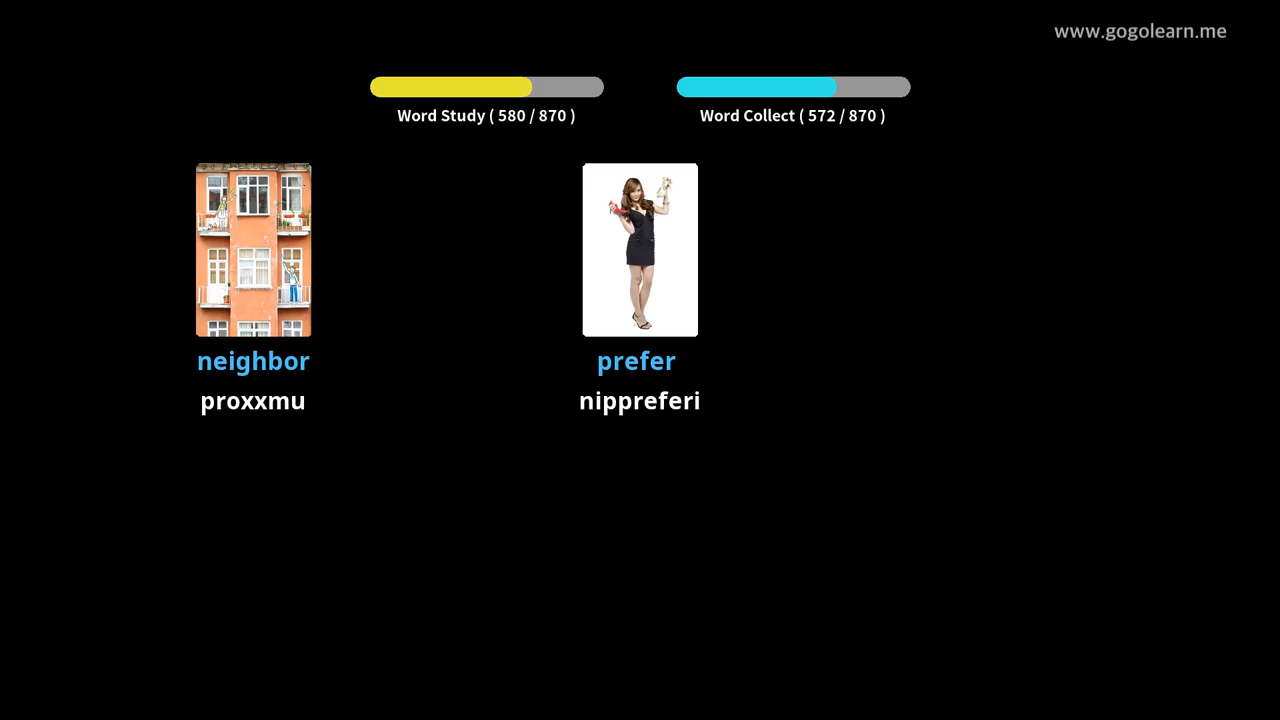 www.gogolearn.me
Word Study ( 580 / 870 )
Word Collect ( 572 / 870 )
neighbor
proxxmu
prefer
nippreferi